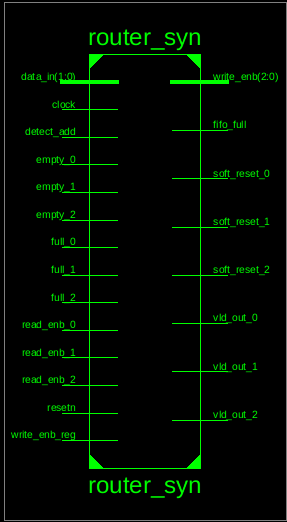 router_syn
data_in(1:0)
write_enb(2:0)
clock
fifo_full
detect_add
empty_0
soft_reset_0
empty_1
empty_2
soft_reset_1
full_0
full_1
soft_reset_2
full_2
read_enb_0
vld_out_0
read_enb_1
vld_out_1
read_enb_2
resetn
vld_out_2
write_enb_reg
router_syn